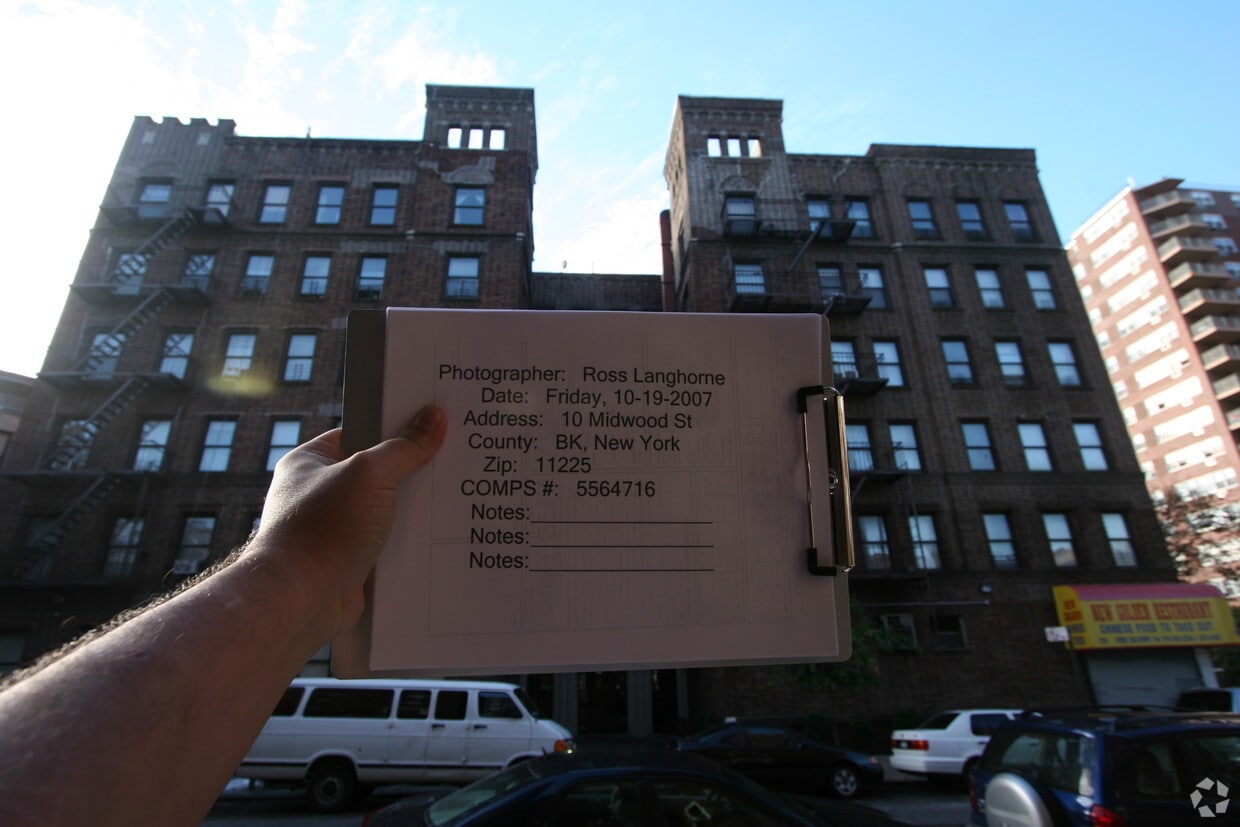 Photographer: Ross Langhorne
Date: Friday, 10-19-2007
Address: 10 Midwood St
County: BK, New York
Zip: 11225
COMPS #: 5564716
Notes:
Notes:
Notes:
NEW GOLDEN RESTAURANT
CHINESE FOOD TO TAKE OUT